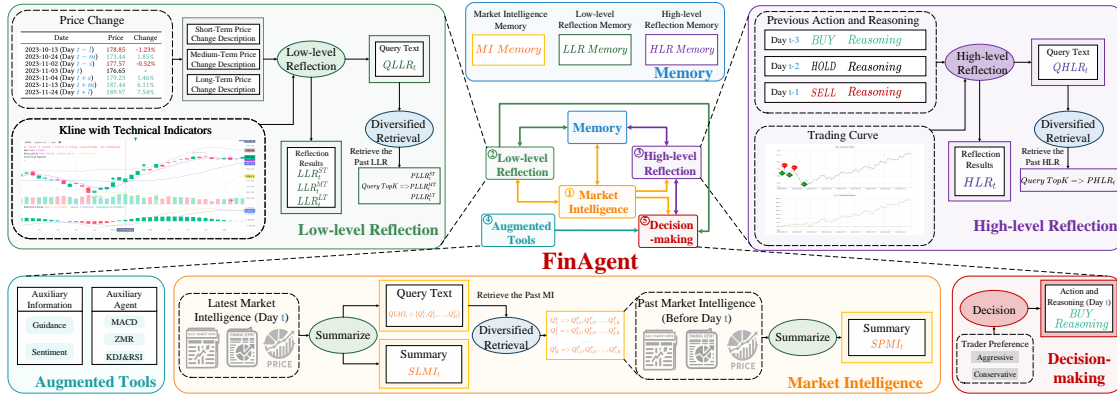 Price Change
Date Price Change
2023-10-13 (Day t − l) 178.85 -1.23%
2023-10-24 (Day t − m) 173.44 1.85%
2023-11-02 (Day t − s) 177.57 -0.52%
2023-11-03 (Day t) 176.65 -
2023-11-04 (Day t + s) 179.23 1.46%
2023-11-13 (Day t + m) 187.44 6.11%
2023-11-24 (Day t + l) 189.97 7.54%
Short-Term Price
Change Description
Medium-Term Price
Change Description
Long-Term Price
Change Description
Low-level
Reflection
Query Text
QLLR_t
Kline with Technical Indicators
Reflection
Results
LLR_t^ST
LLR_t^MT
LLR_t^LT
Diversified
Retrieval
Retrieve the
Past LLR
PLLR_t^ST
Query TopK => PLLR_t^MT
PLLR_t^LT
Low-level Reflection
Market Intelligence
Memory
MI Memory
Low-level
Reflection Memory
LLR Memory
High-level
Reflection Memory
HLR Memory
Memory
Memory
② Low-level
Reflection
③ High-level
Reflection
① Market
Intelligence
④ Augmented
Tools
⑤ Decision
-making
FinAgent
Previous Action and Reasoning
Day t-3 BUY Reasoning
Day t-2 HOLD Reasoning
Day t-1 SELL Reasoning
High-level
Reflection
Query Text
QHLR_t
Trading Curve
Reflection
Results
HLR_t
Diversified
Retrieval
Retrieve the
Past HLR
Query TopK => PHLR_t
High-level Reflection
Auxiliary
Information
Guidance
Sentiment
Auxiliary
Agent
MACD
ZMR
KDJ&RSI
Augmented Tools
Latest Market
Intelligence (Day t)
PRICE
Summarize
Query Text
Summary
SLMI_t
Retrieve the Past MI
Diversified
Retrieval
Past Market Intelligence
(Before Day t)
PRICE
Summarize
Summary
SPMI_t
Market Intelligence
Decision
Trader Preference
Aggressive
Conservative
Action and
Reasoning (Day t)
BUY
Reasoning
Decision-
making